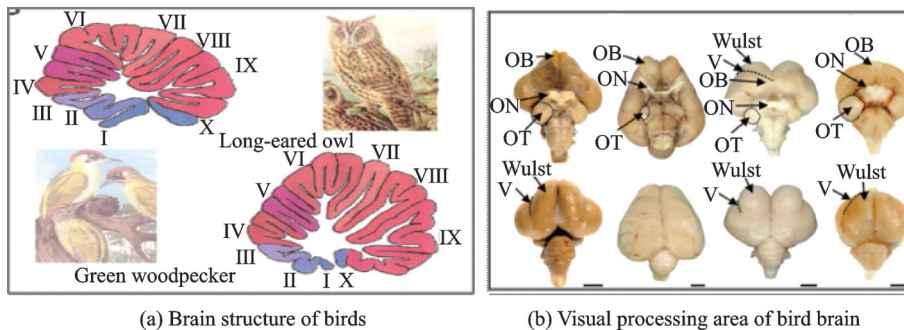 VI
VII
VIII
V
IX
IV
III
II
X
I
Long-eared owl
VI
VII
V
VIII
IV
IX
III
II
I
X
Green woodpecker
(a) Brain structure of birds
OB
ON
OT
OB
ON
OT
Wulst
V
OB
ON
OT
OB
ON
OT
Wulst
V
Wulst
V
Wulst
V
(b) Visual processing area of bird brain